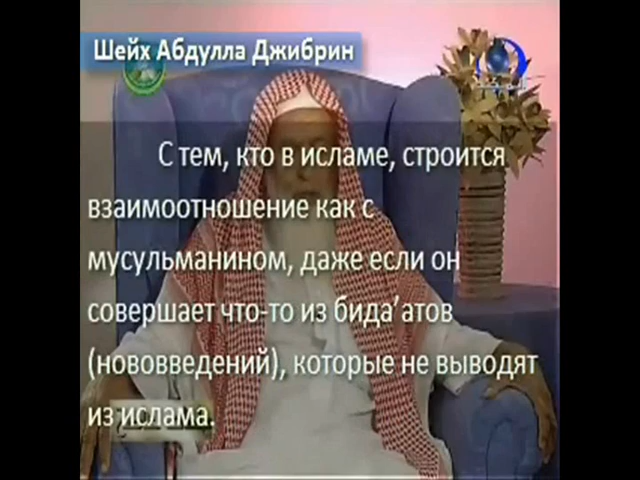 Шейх Абдулла Джибрин
С тем, кто в исламе, строится
взаимоотношение как с
мусульманином, даже если он
совершает что-то из бида’атов
(нововведений), которые не выводят
из ислама.